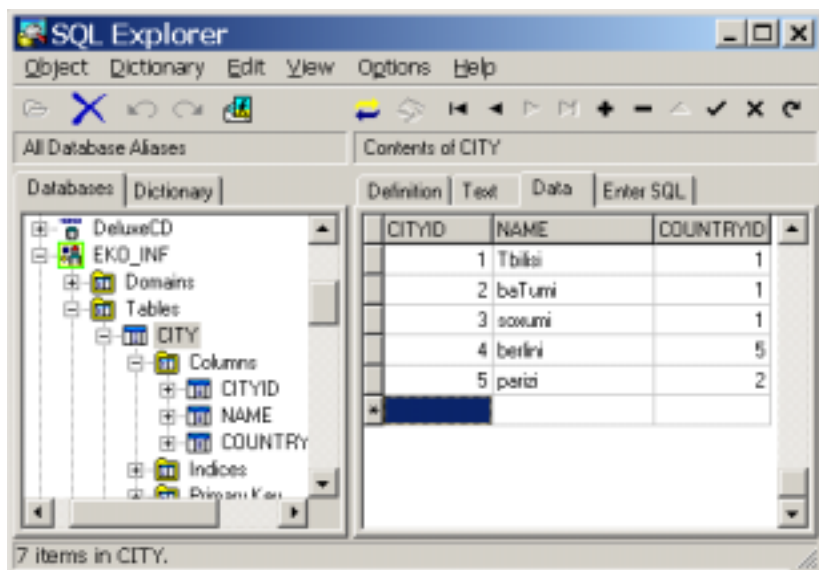 SQL Explorer
Object Dictionary Edit View Options Help
All Database Aliases
Contents of CITY
Databases Dictionary
Definition Text Data Enter SQL
DeluxeCD
EKO_INF
Domains
Tables
CITY
Columns
CITYID
NAME
COUNTRY
Indices
Primary Key
CITYID NAME COUNTRYID
1 Tbilisi 1
2 baTumi 1
3 soxumi 1
4 berlini 5
5 parizi 2
7 items in CITY.